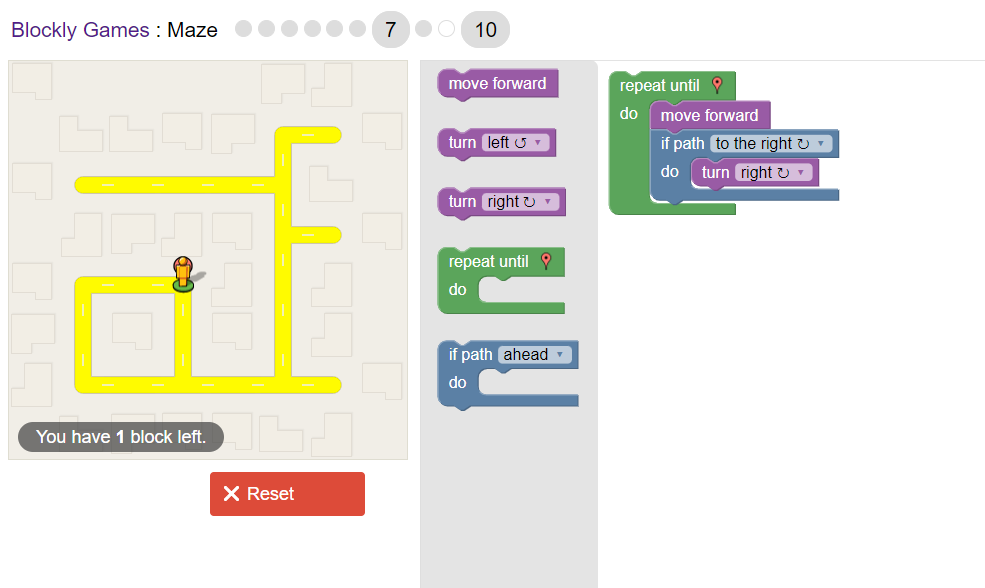 Blockly Games : Maze 7 10
move forward
turn left ↺ ▼
turn right ↻ ▼
repeat until
do
if path ahead ▼
do
repeat until
do
move forward
if path to the right ↻ ▼
do
turn right ↻ ▼
You have 1 block left.
Reset